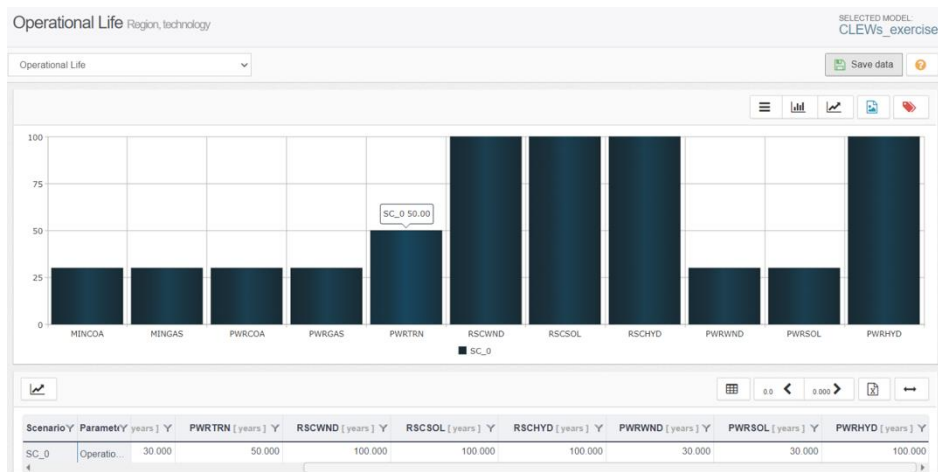 Operational Life Region, technology
SELECTED MODEL:
CLEWs_exercise
Operational Life
Save data
100
75
50
25
0
SC_0 50.00
MINCOA MINGAS PWRCOA PWRGAS PWRTRN RSCWND RSCSOL RSCHYD PWRWND PWRSOL PWRHYD
SC_0
0.0 0.000
Scenario Paramete years ] PWRTRN [ years ] RSCWND [ years ] RSCSOL [ years ] RSCHYD [ years ] PWRWND [ years ] PWRSOL [ years ] PWRHYD [ years ]
SC_0 Operatio... 30.000 50.000 100.000 100.000 100.000 30.000 30.000 100.000